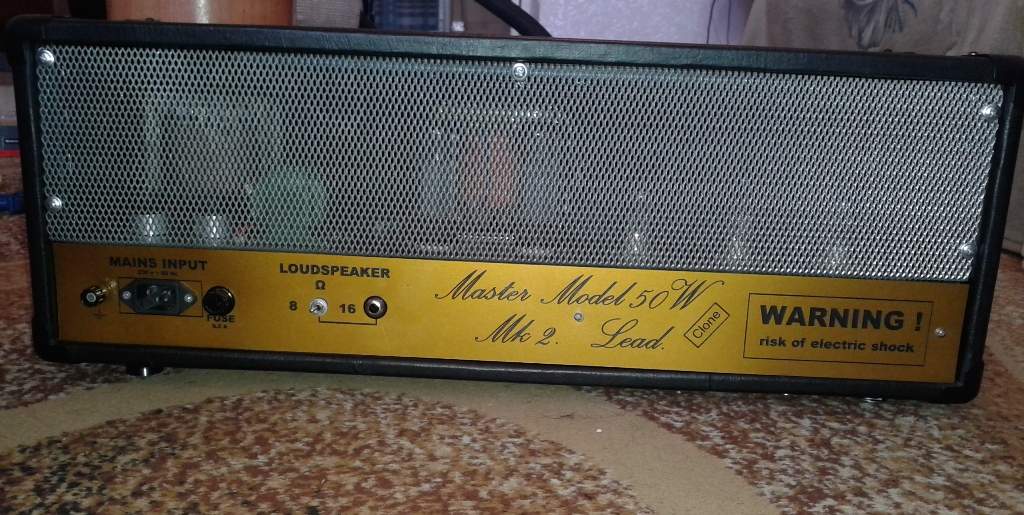 MAINS INPUT
LOUDSPEAKER
Ω
8
16
FUSE
Master Model 50W
Mk 2. Lead.
Clone
WARNING !
risk of electric shock